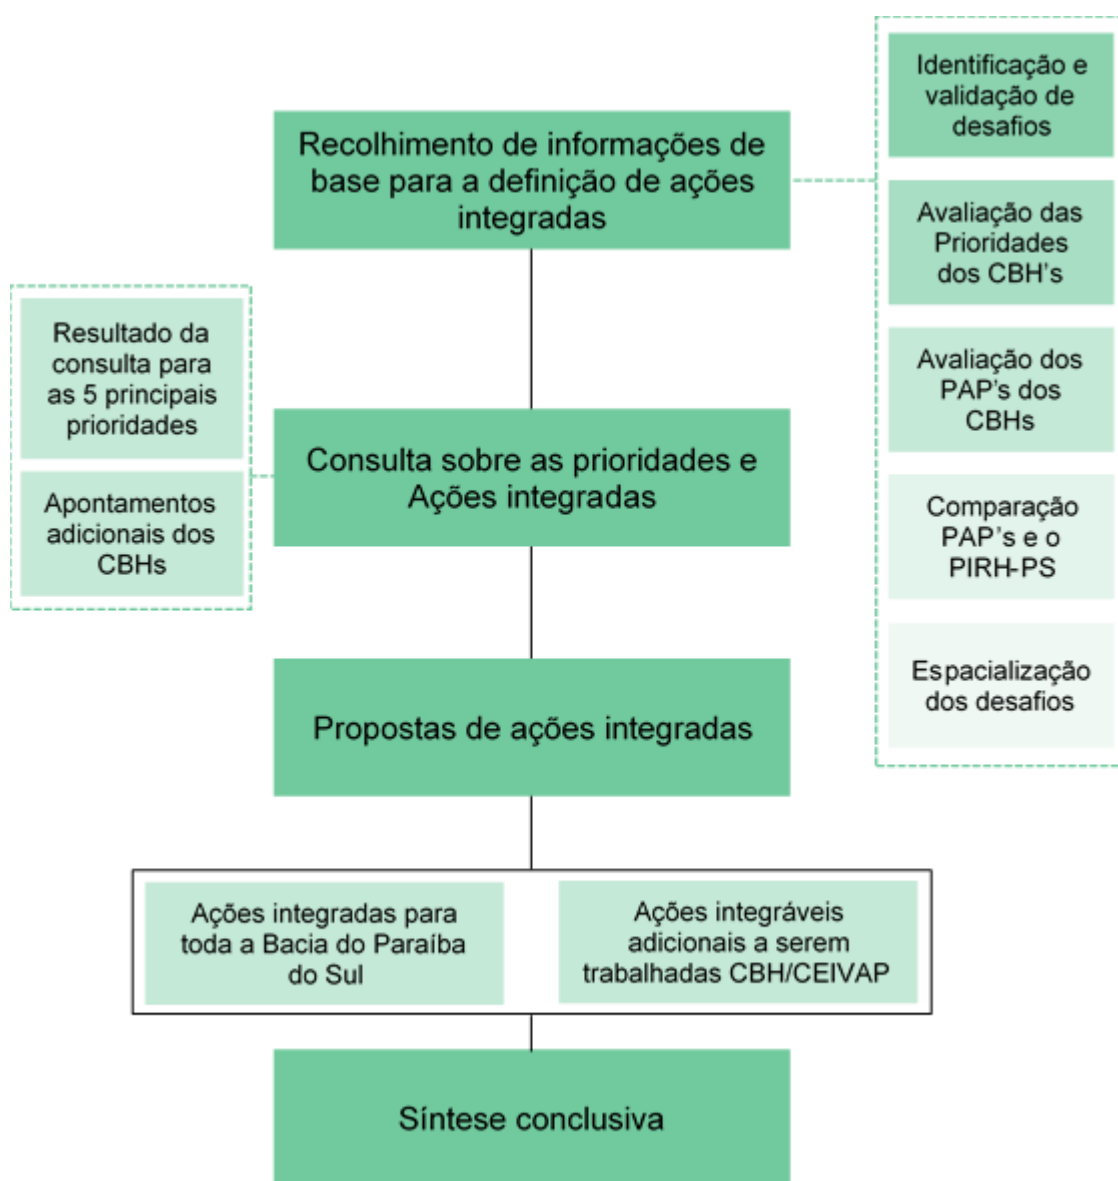 Recolhimento de informações de
base para a definição de ações
integradas
Identificação e
validação de
desafios
Avaliação das
Prioridades
dos CBH's
Avaliação dos
PAP's dos
CBHs
Comparação
PAP's e o
PIRH-PS
Espacialização
dos desafios
Resultado da
consulta para
as 5 principais
prioridades
Apontamentos
adicionais dos
CBHs
Consulta sobre as prioridades e
Ações integradas
Propostas de ações integradas
Ações integradas para
toda a Bacia do Paraíba
do Sul
Ações integráveis
adicionais a serem
trabalhadas CBH/CEIVAP
Síntese conclusiva